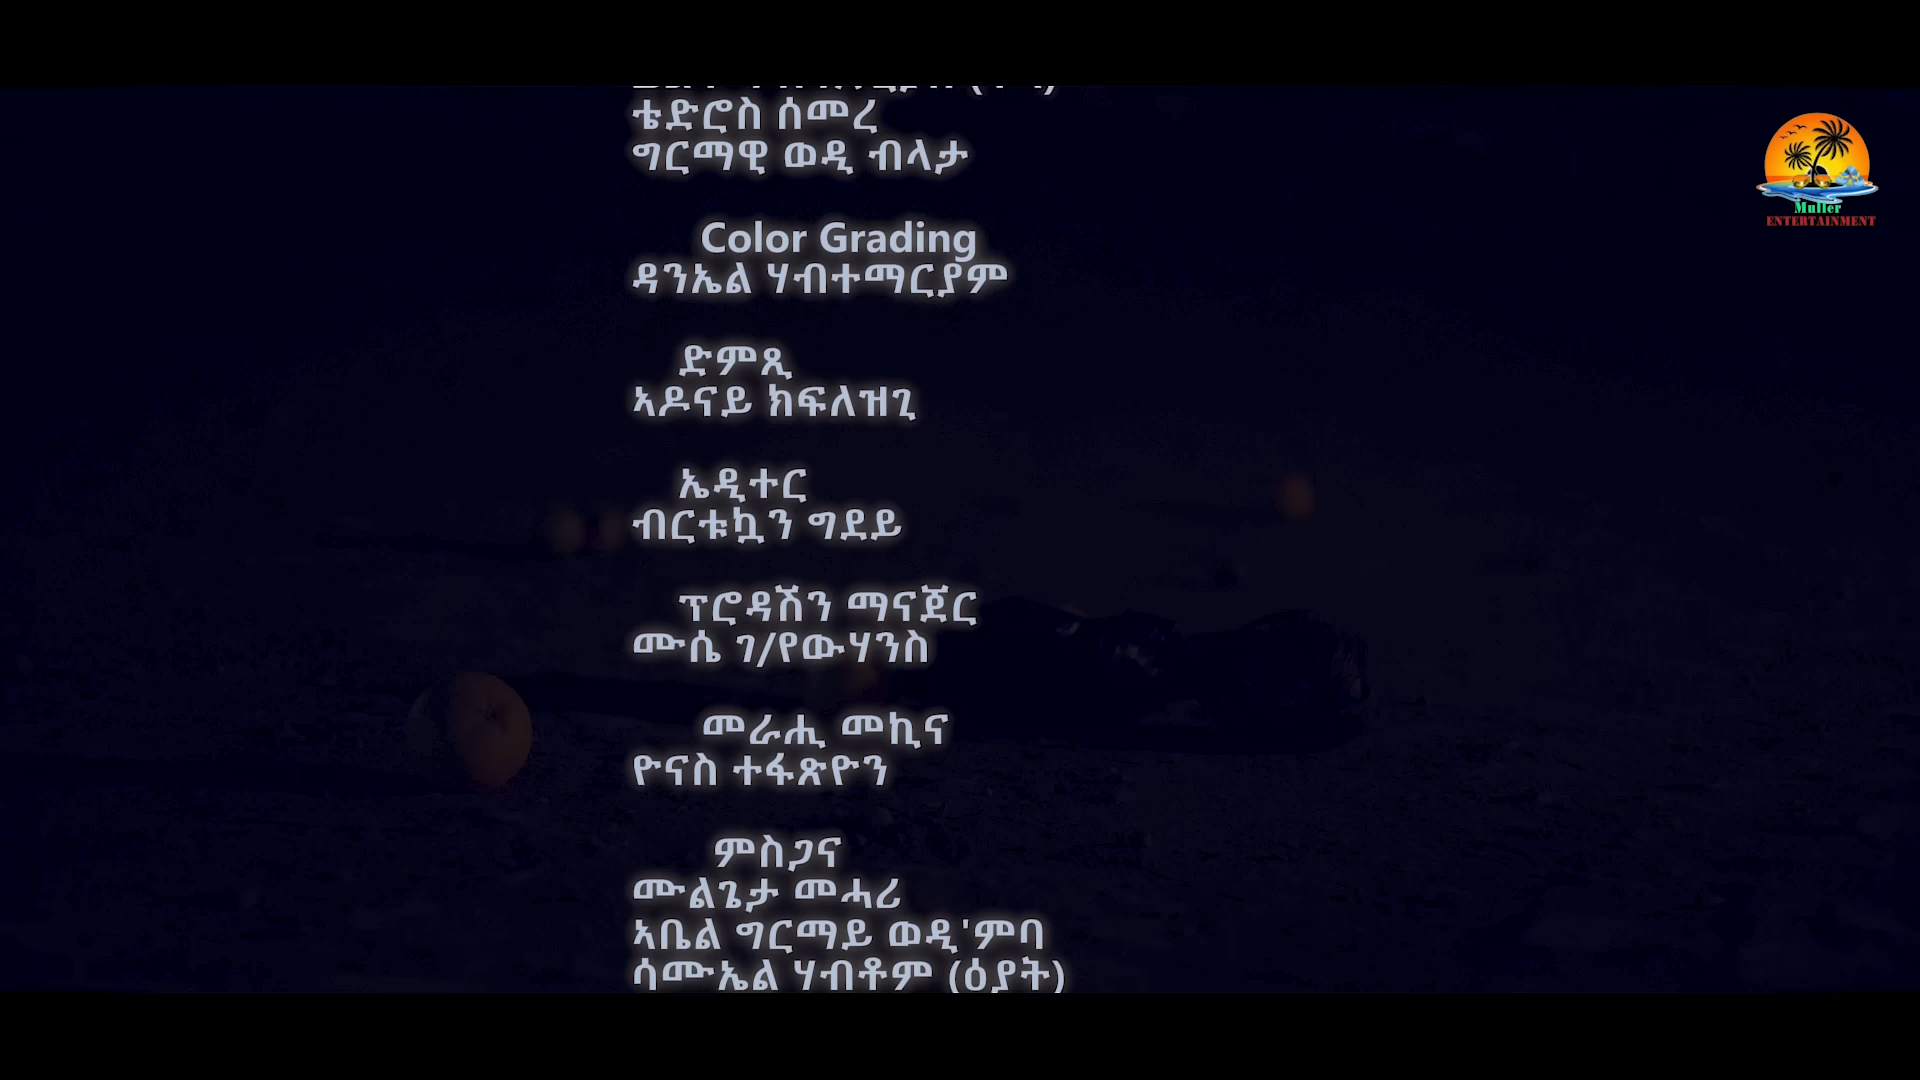 ቴድሮስ ሰመረ
ግርማዊ ወዲ ብላታ
Color Grading
ዳንኤል ሃብተማርያም
ድምጺ
ኣዶናይ ክፍለዝጊ
ኤዲተር
ብርቱኳን ግደይ
ፕሮዳሽን ማናጀር
ሙሴ ገ/የውሃንስ
መራሒ መኪና
ዮናስ ተፋጽዮን
ምስጋና
ሙልጌታ መሓሪ
ኣቤል ግርማይ ወዲ'ምባ
ሳሙኤል ሃብቶም (ዕያት)
Muller
ENTERTAINMENT